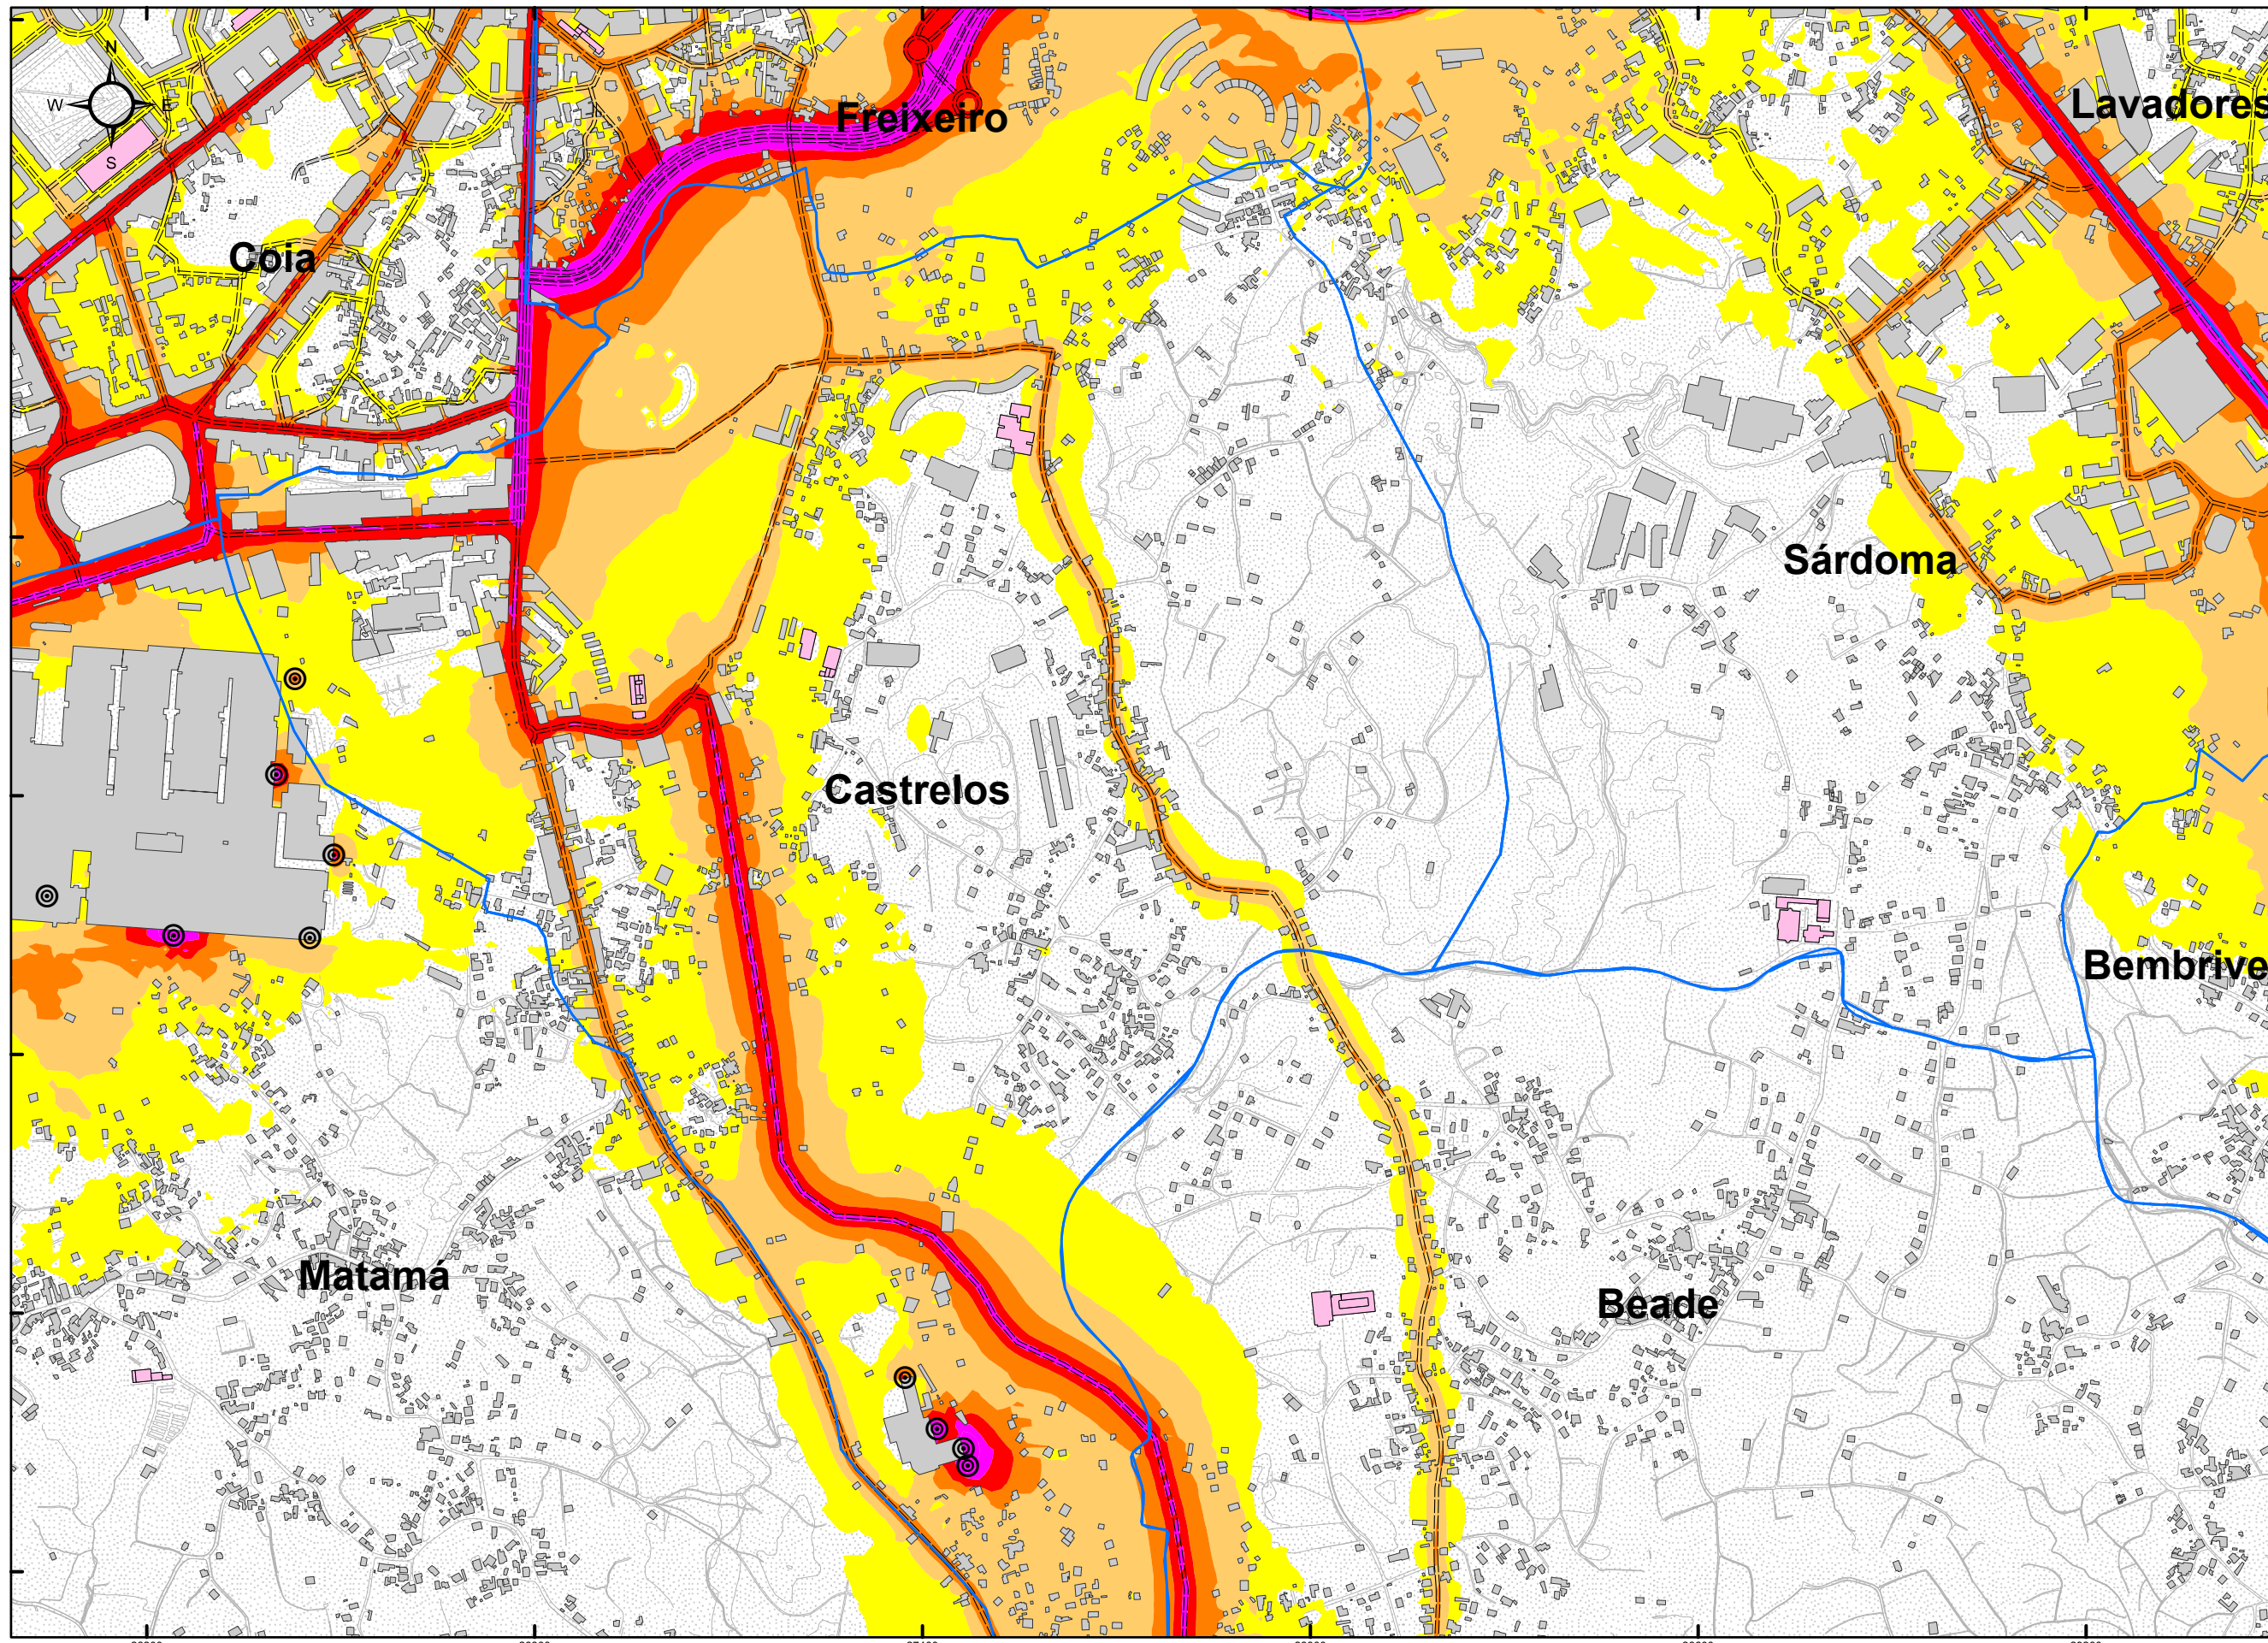 N
W
E
S
Freixeiro
Lavadores
Coia
Sárdoma
Castrelos
Bembrive
Matamá
Beade